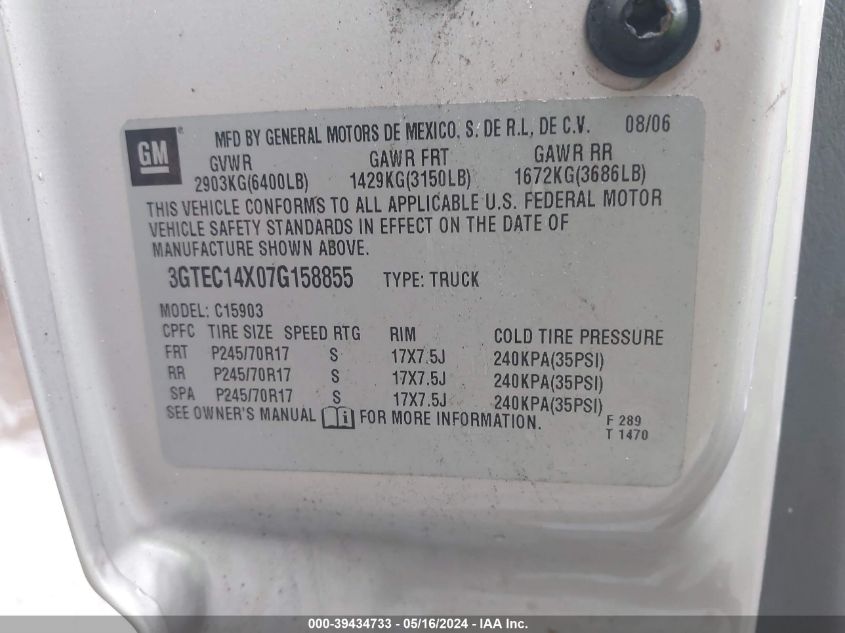 GM
MFD BY GENERAL MOTORS DE MEXICO, S. DE R.L, DE C.V. 08/06
GVWR GAWR FRT GAWR RR
2903KG(6400LB) 1429KG(3150LB) 1672KG(3686LB)
THIS VEHICLE CONFORMS TO ALL APPLICABLE U.S. FEDERAL MOTOR
VEHICLE SAFETY STANDARDS IN EFFECT ON THE DATE OF
MANUFACTURE SHOWN ABOVE.
3GTEC14X07G158855 TYPE: TRUCK
MODEL: C15903
CPFC TIRE SIZE SPEED RTG RIM COLD TIRE PRESSURE
FRT P245/70R17 S 17X7.5J 240KPA(35PSI)
RR P245/70R17 S 17X7.5J 240KPA(35PSI)
SPA P245/70R17 S 17X7.5J 240KPA(35PSI)
SEE OWNER'S MANUAL i FOR MORE INFORMATION.
F 289
T 1470
000-39434733 - 05/16/2024 - IAA Inc.